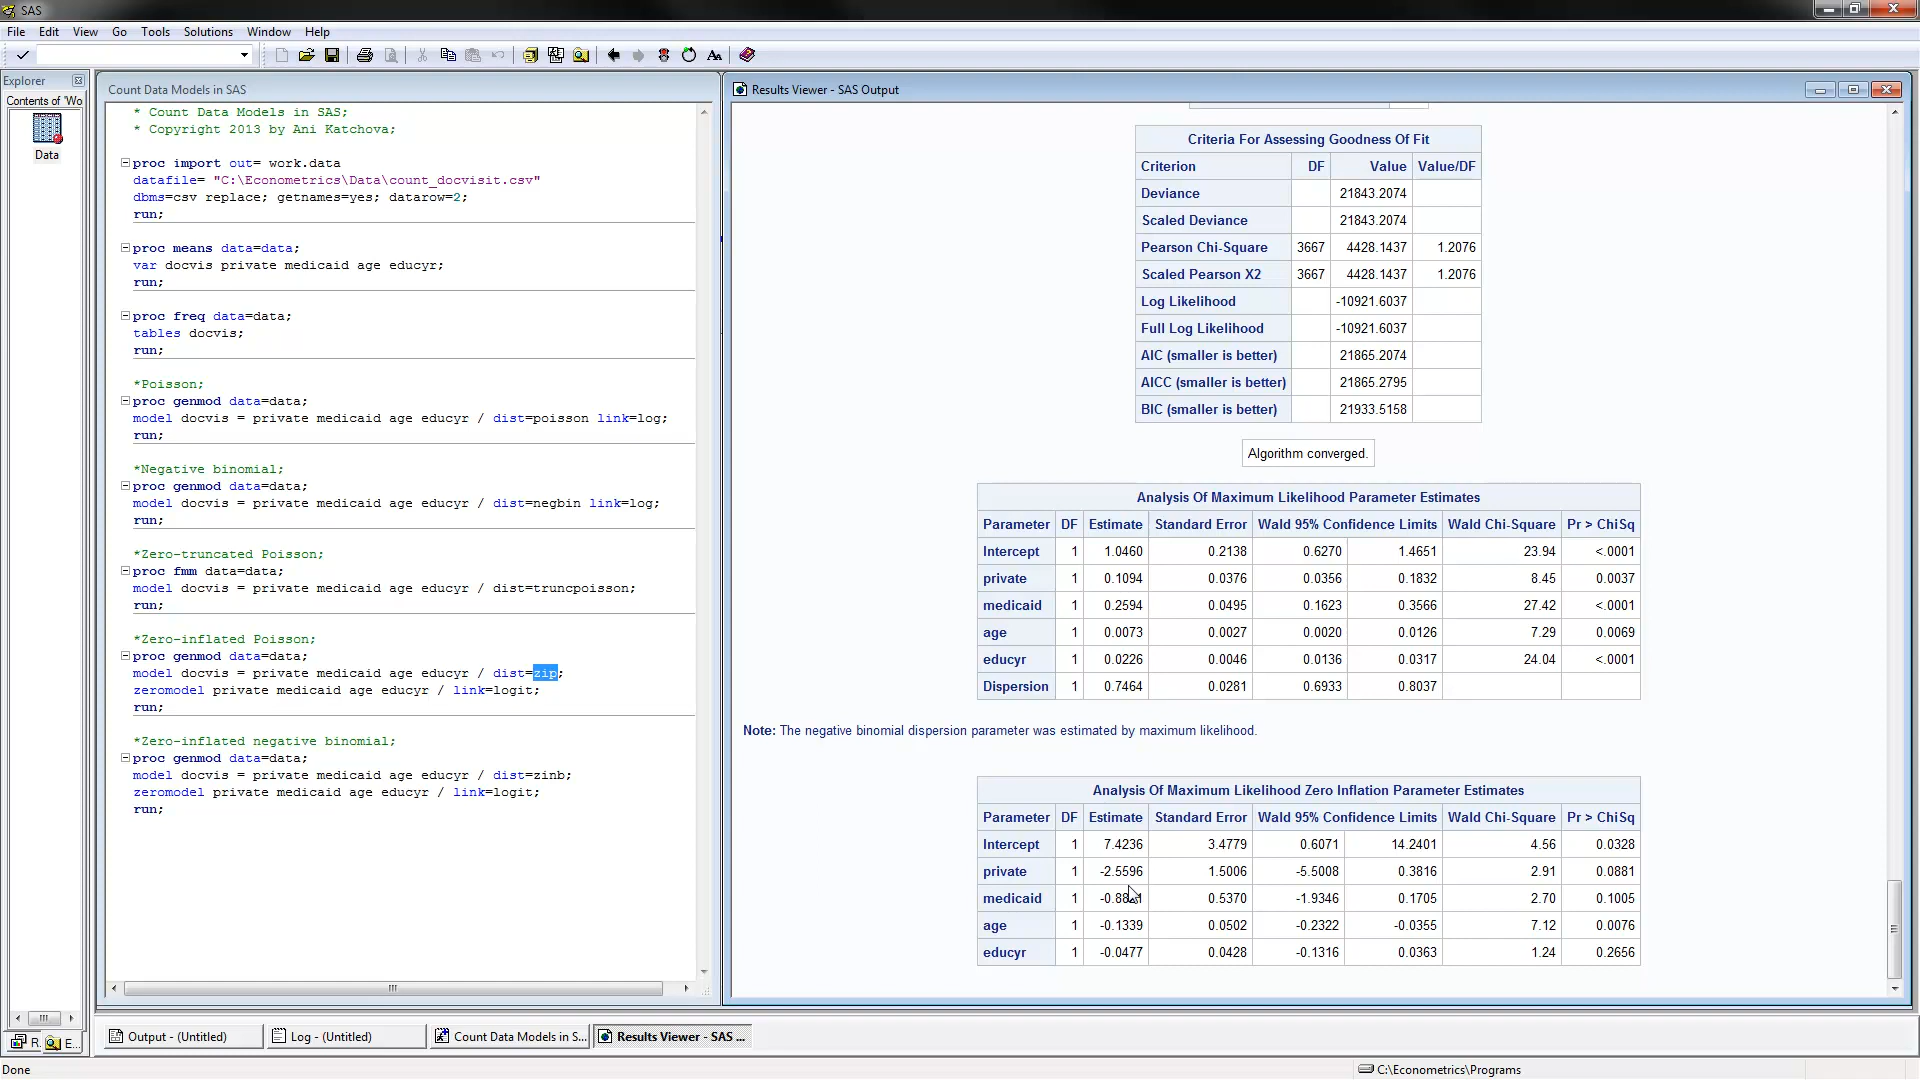 SAS
File Edit View Go Tools Solutions Window Help
Explorer
Contents of 'Wo
Data
Count Data Models in SAS
* Count Data Models in SAS;
* Copyright 2013 by Ani Katchova;
proc import out= work.data
datafile= "C:\Econometrics\Data\count_docvisit.csv"
dbms=csv replace; getnames=yes; datarow=2;
run;
proc means data=data;
var docvis private medicaid age educyr;
run;
proc freq data=data;
tables docvis;
run;
*Poisson;
proc genmod data=data;
model docvis = private medicaid age educyr / dist=poisson link=log;
run;
*Negative binomial;
proc genmod data=data;
model docvis = private medicaid age educyr / dist=negbin link=log;
run;
*Zero-truncated Poisson;
proc fmm data=data;
model docvis = private medicaid age educyr / dist=truncpoisson;
run;
*Zero-inflated Poisson;
proc genmod data=data;
model docvis = private medicaid age educyr / dist=zip;
zeromodel private medicaid age educyr / link=logit;
run;
*Zero-inflated negative binomial;
proc genmod data=data;
model docvis = private medicaid age educyr / dist=zinb;
zeromodel private medicaid age educyr / link=logit;
run;
Results Viewer - SAS Output
Criteria For Assessing Goodness Of Fit
Criterion DF Value Value/DF
Deviance 21843.2074
Scaled Deviance 21843.2074
Pearson Chi-Square 3667 4428.1437 1.2076
Scaled Pearson X2 3667 4428.1437 1.2076
Log Likelihood -10921.6037
Full Log Likelihood -10921.6037
AIC (smaller is better) 21865.2074
AICC (smaller is better) 21865.2795
BIC (smaller is better) 21933.5158
Algorithm converged.
Analysis Of Maximum Likelihood Parameter Estimates
Parameter DF Estimate Standard Error Wald 95% Confidence Limits Wald Chi-Square Pr > ChiSq
Intercept 1 1.0460 0.2138 0.6270 1.4651 23.94 <.0001
private 1 0.1094 0.0376 0.0356 0.1832 8.45 0.0037
medicaid 1 0.2594 0.0495 0.1623 0.3566 27.42 <.0001
age 1 0.0073 0.0027 0.0020 0.0126 7.29 0.0069
educyr 1 0.0226 0.0046 0.0136 0.0317 24.04 <.0001
Dispersion 1 0.7464 0.0281 0.6933 0.8037
Note: The negative binomial dispersion parameter was estimated by maximum likelihood.
Analysis Of Maximum Likelihood Zero Inflation Parameter Estimates
Parameter DF Estimate Standard Error Wald 95% Confidence Limits Wald Chi-Square Pr > ChiSq
Intercept 1 7.4236 3.4779 0.6071 14.2401 4.56 0.0328
private 1 -2.5596 1.5006 -5.5008 0.3816 2.91 0.0881
medicaid 1 0.5370 -1.9346 0.1705 2.70 0.1005
age 1 -0.1339 0.0502 -0.2322 -0.0355 7.12 0.0076
educyr 1 -0.0477 0.0428 -0.1316 0.0363 1.24 0.2656
R. E...
Output - (Untitled) Log - (Untitled) Count Data Models in S... Results Viewer - SAS ...
Done C:\Econometrics\Programs